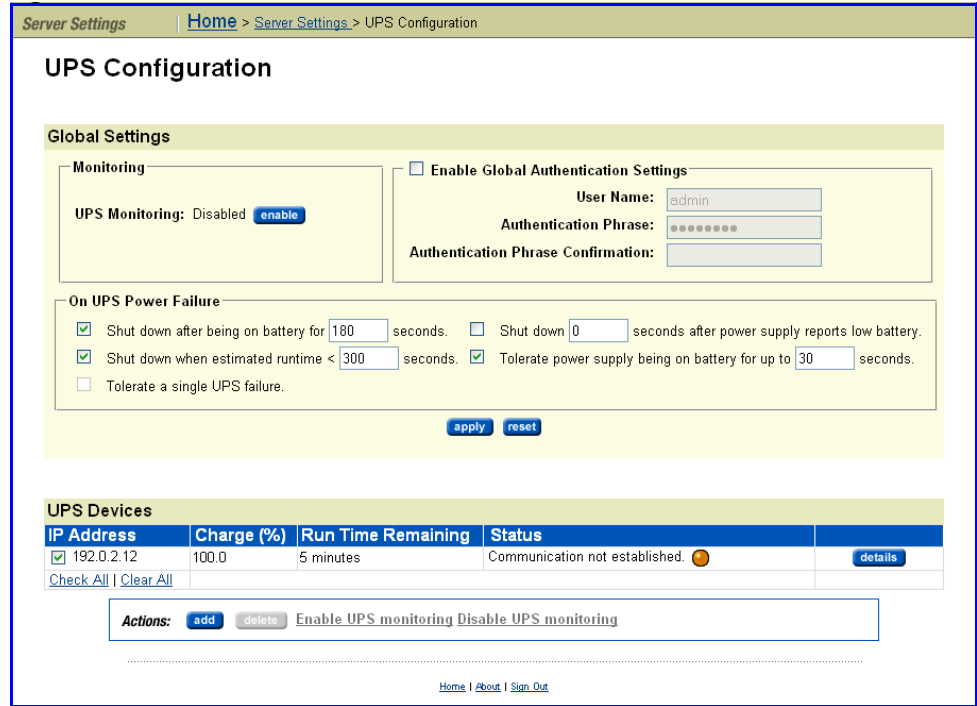 Server Settings Home > Server Settings > UPS Configuration
UPS Configuration
Global Settings
Monitoring
UPS Monitoring: Disabled enable
Enable Global Authentication Settings
User Name: admin
Authentication Phrase: ●●●●●●●●
Authentication Phrase Confirmation:
On UPS Power Failure
Shut down after being on battery for 180 seconds. Shut down 0 seconds after power supply reports low battery.
Shut down when estimated runtime < 300 seconds. Tolerate power supply being on battery for up to 30 seconds.
Tolerate a single UPS failure.
apply reset
UPS Devices
IP Address Charge (%) Run Time Remaining Status
192.0.2.12 100.0 5 minutes Communication not established. details
Check All | Clear All
Actions: add delete Enable UPS monitoring Disable UPS monitoring
Home | About | Sign Out